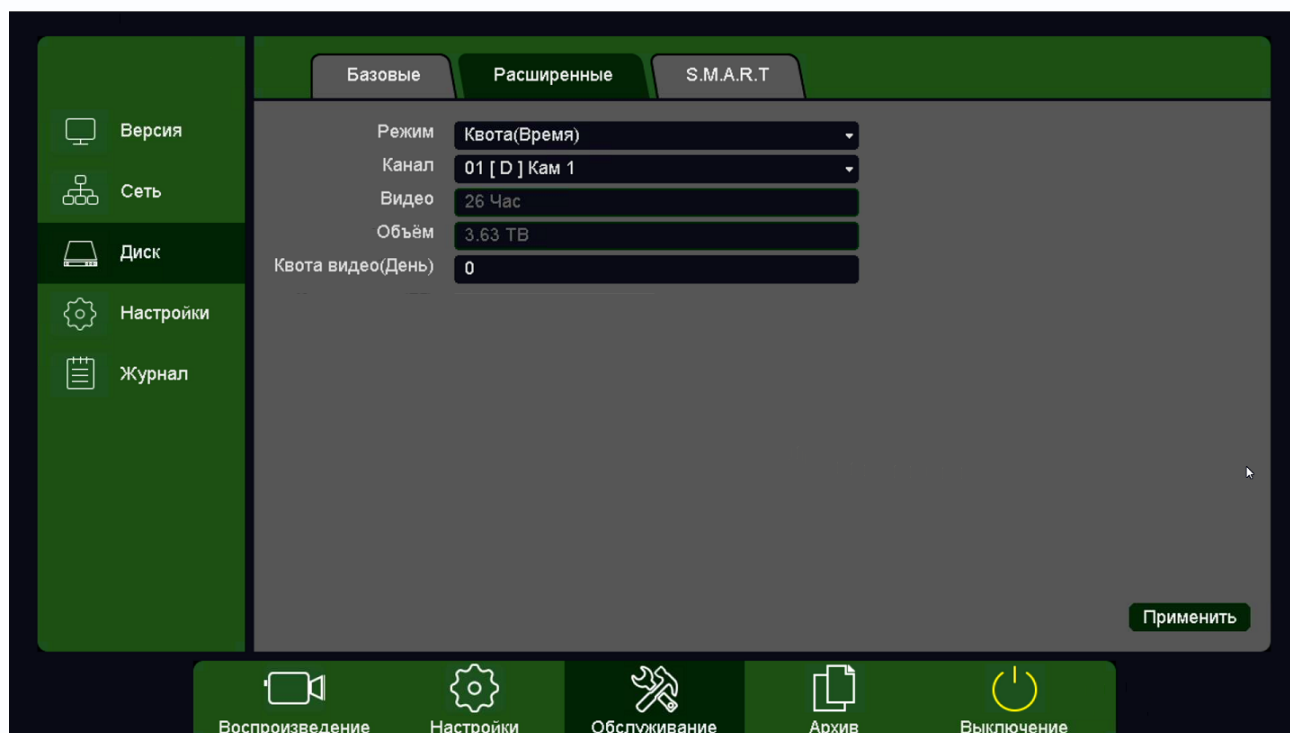 Базовые Расширенные S.M.A.R.T
Версия
Сеть
Диск
Настройки
Журнал
Режим Квота(Время)
Канал 01 [ D ] Кам 1
Видео 26 Час
Объём 3.63 TB
Квота видео(День) 0
Применить
Воспроизведение Настройки Обслуживание Архив Выключение